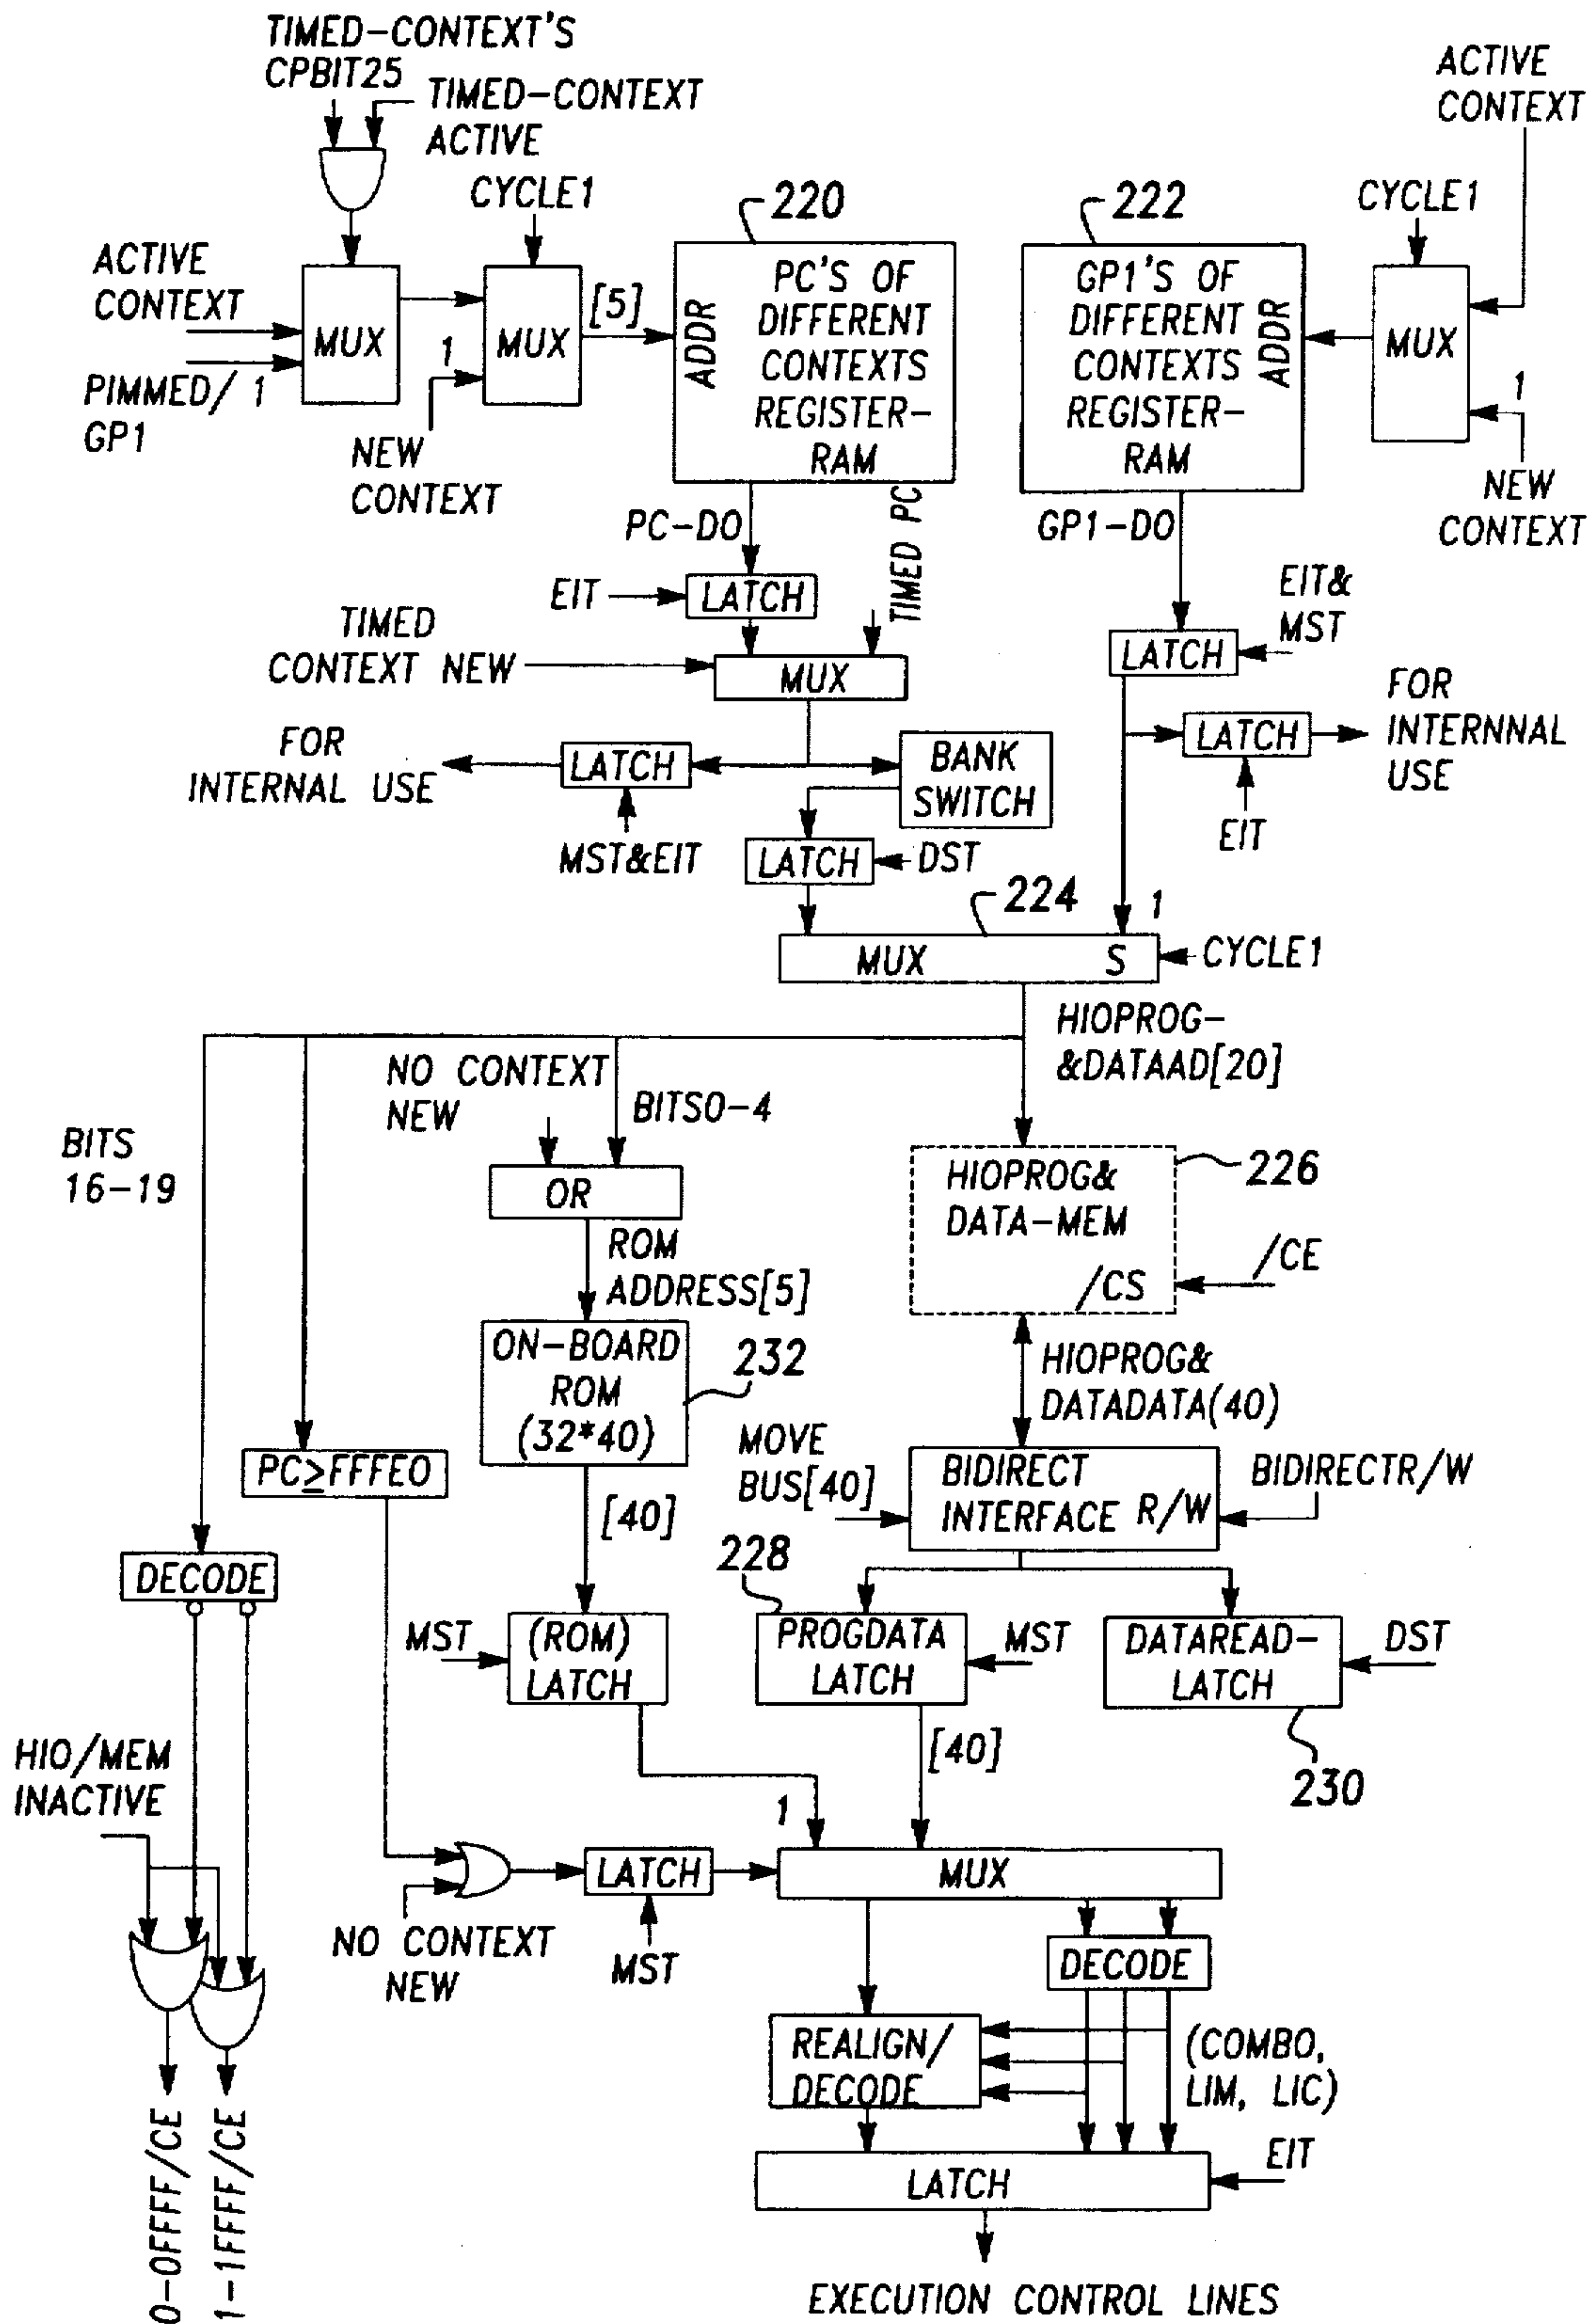 TIMED-CONTEXT'S
CPBIT25
TIMED-CONTEXT
ACTIVE
ACTIVE
CONTEXT
CYCLE1
220
222
CYCLE1
ACTIVE
CONTEXT
MUX
PIMMED/ 1
GP1
1
MUX
[5]
NEW
CONTEXT
ADDR
PC'S OF
DIFFERENT
CONTEXTS
REGISTER-
RAM
GP1'S OF
DIFFERENT
CONTEXTS
REGISTER-
RAM
ADDR
MUX
1
NEW
CONTEXT
PC-DO
TIMED PC
GP1-DO
EIT
LATCH
EIT&
MST
TIMED
CONTEXT NEW
MUX
LATCH
FOR
INTERNAL USE
LATCH
BANK
SWITCH
LATCH
FOR
INTERNNAL
USE
MST&EIT
LATCH
DST
EIT
224
1
MUX
S
CYCLE1
HIOPROG-
&DATAAD[20]
NO CONTEXT
NEW
BITS0-4
BITS
16-19
OR
HIOPROG&
DATA-MEM
/CS
226
/CE
ROM
ADDRESS[5]
ON-BOARD
ROM
(32*40)
232
HIOPROG&
DATADATA(40)
PC≥FFFEO
MOVE
BUS[40]
BIDIRECT
INTERFACE R/W
BIDIRECTR/W
[40]
228
DECODE
MST
(ROM)
LATCH
PROGDATA
LATCH
MST
DATAREAD-
LATCH
DST
230
HIO/MEM
INACTIVE
[40]
1
LATCH
MUX
NO CONTEXT
NEW
MST
DECODE
REALIGN/
DECODE
(COMBO,
LIM, LIC)
LATCH
EIT
0-0FFFF/CE
1-1FFFF/CE
EXECUTION CONTROL LINES